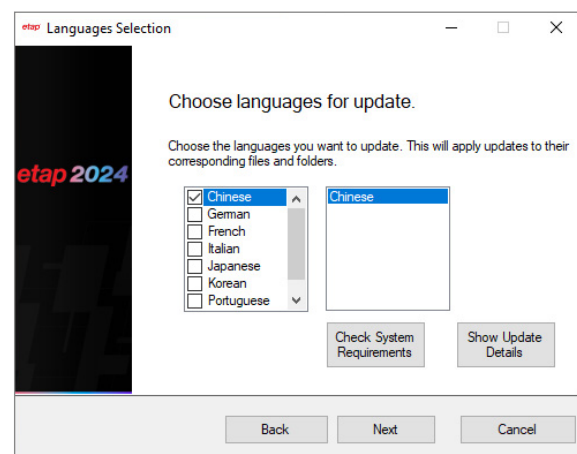 etap Languages Selection
etap 2024
Choose languages for update.
Choose the languages you want to update. This will apply updates to their
corresponding files and folders.
Chinese
German
French
Italian
Japanese
Korean
Portuguese
Chinese
Check System
Requirements
Show Update
Details
Back
Next
Cancel